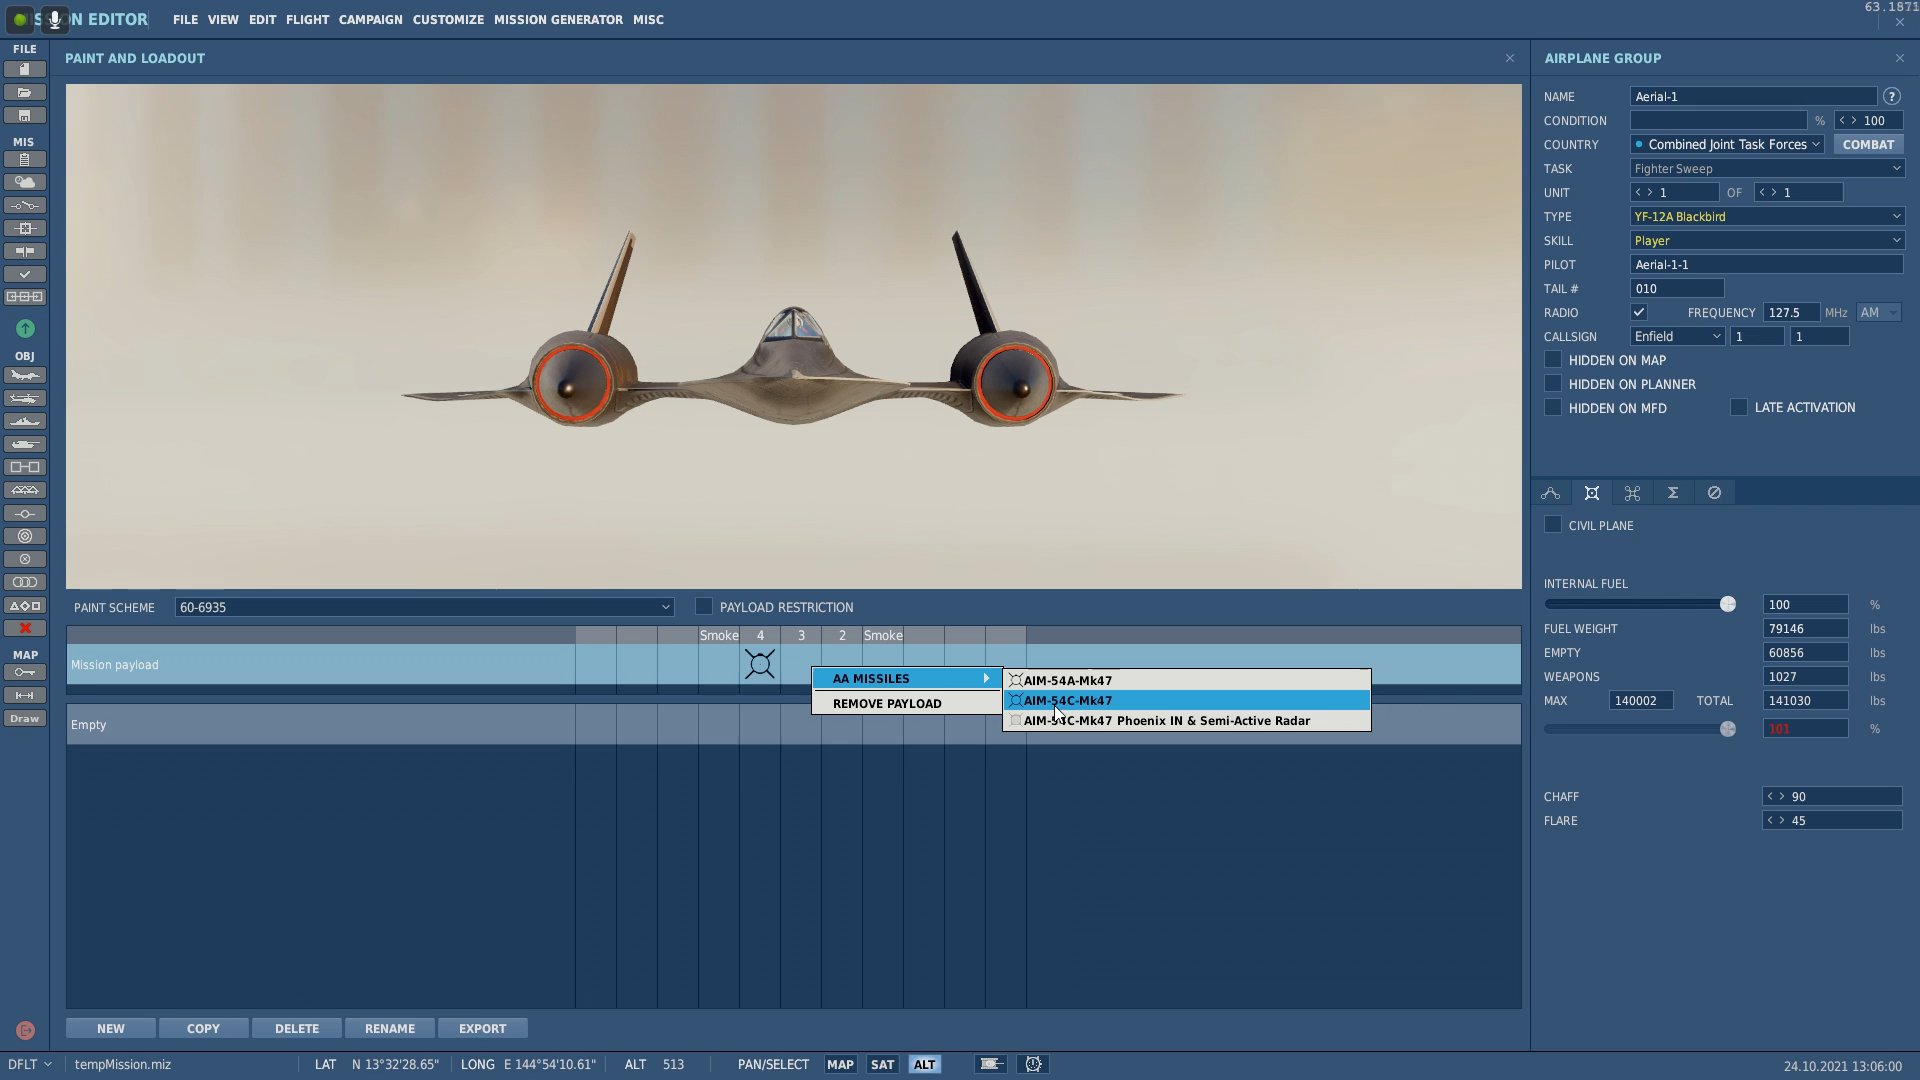 MISSION EDITOR
FILE VIEW EDIT FLIGHT CAMPAIGN CUSTOMIZE MISSION GENERATOR MISC
FILE
MIS
OBJ
MAP
Draw
PAINT AND LOADOUT
PAINT SCHEME 60-6935 PAYLOAD RESTRICTION
Smoke 4 3 2 Smoke
Mission payload
AA MISSILES
REMOVE PAYLOAD
AIM-54A-Mk47
AIM-54C-Mk47
AIM-54C-Mk47 Phoenix IN & Semi-Active Radar
Empty
NEW COPY DELETE RENAME EXPORT
AIRPLANE GROUP
NAME Aerial-1 ?
CONDITION % < > 100
COUNTRY Combined Joint Task Forces COMBAT
TASK Fighter Sweep
UNIT < > 1 OF < > 1
TYPE YF-12A Blackbird
SKILL Player
PILOT Aerial-1-1
TAIL # 010
RADIO FREQUENCY 127.5 MHz AM
CALLSIGN Enfield 1 1
HIDDEN ON MAP
HIDDEN ON PLANNER
HIDDEN ON MFD LATE ACTIVATION
CIVIL PLANE
INTERNAL FUEL
100 %
FUEL WEIGHT 79146 lbs
EMPTY 60856 lbs
WEAPONS 1027 lbs
MAX 140002 TOTAL 141030 lbs
101 %
CHAFF < > 90
FLARE < > 45
DFLT tempMission.miz LAT N 13°32'28.65" LONG E 144°54'10.61" ALT 513 PAN/SELECT MAP SAT ALT 24.10.2021 13:06:00